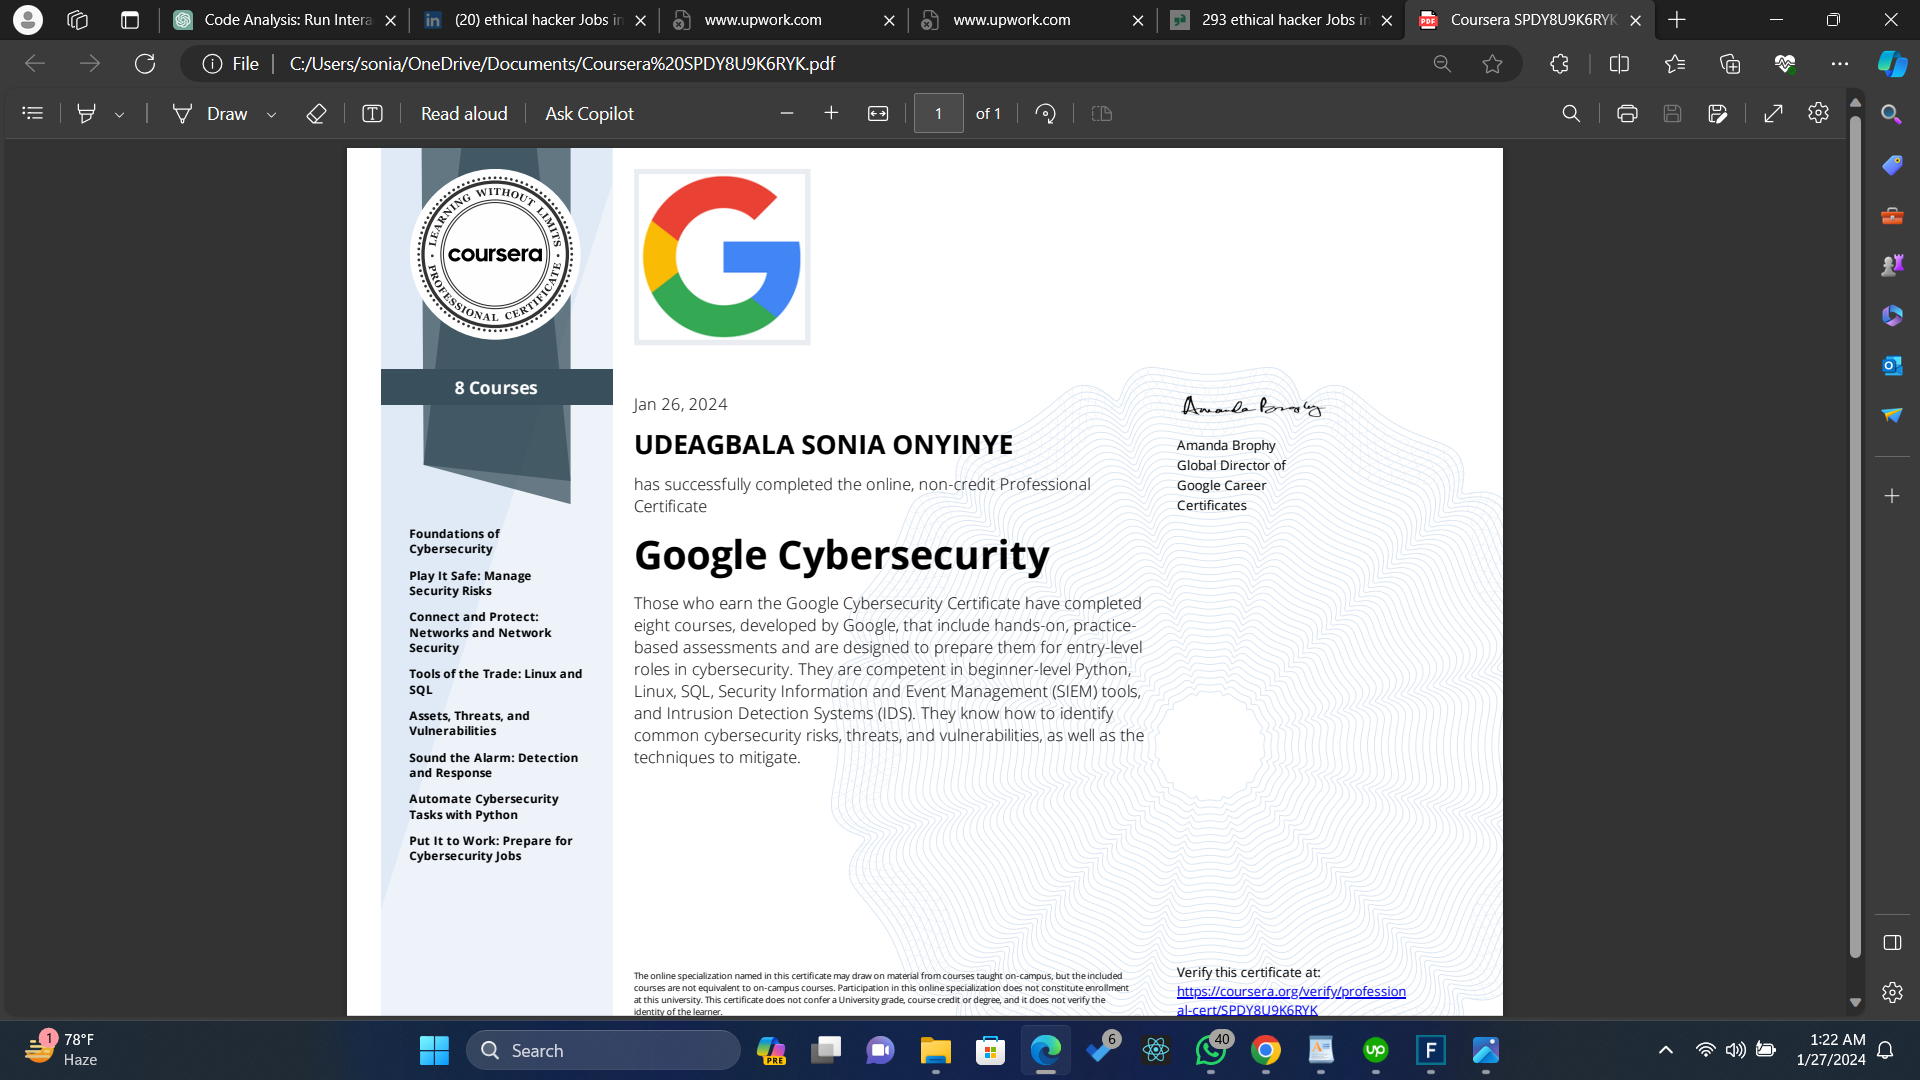 Code Analysis: Run Intera
(20) ethical hacker Jobs in
www.upwork.com
www.upwork.com
293 ethical hacker Jobs in
Coursera SPDY8U9K6RYK
File
C:/Users/sonia/OneDrive/Documents/Coursera%20SPDY8U9K6RYK.pdf
Draw
Read aloud
Ask Copilot
1
of 1
LEARNING WITHOUT LIMITS
coursera
PROFESSIONAL CERTIFICATE
8 Courses
Foundations of
Cybersecurity
Play It Safe: Manage
Security Risks
Connect and Protect:
Networks and Network
Security
Tools of the Trade: Linux and
SQL
Assets, Threats, and
Vulnerabilities
Sound the Alarm: Detection
and Response
Automate Cybersecurity
Tasks with Python
Put It to Work: Prepare for
Cybersecurity Jobs
Jan 26, 2024
UDEAGBALA SONIA ONYINYE
has successfully completed the online, non-credit Professional
Certificate
Google Cybersecurity
Those who earn the Google Cybersecurity Certificate have completed
eight courses, developed by Google, that include hands-on, practice-
based assessments and are designed to prepare them for entry-level
roles in cybersecurity. They are competent in beginner-level Python,
Linux, SQL, Security Information and Event Management (SIEM) tools,
and Intrusion Detection Systems (IDS). They know how to identify
common cybersecurity risks, threats, and vulnerabilities, as well as the
techniques to mitigate.
Amanda Brophy
Amanda Brophy
Global Director of
Google Career
Certificates
The online specialization named in this certificate may draw on material from courses taught on-campus, but the included
courses are not equivalent to on-campus courses. Participation in this online specialization does not constitute enrollment
at this university. This certificate does not confer a University grade, course credit or degree, and it does not verify the
identity of the learner.
Verify this certificate at:
https://coursera.org/verify/profession
al-cert/SPDY8U9K6RYK
1
78°F
Haze
Search
PRE
6
40
up
F
1:22 AM
1/27/2024